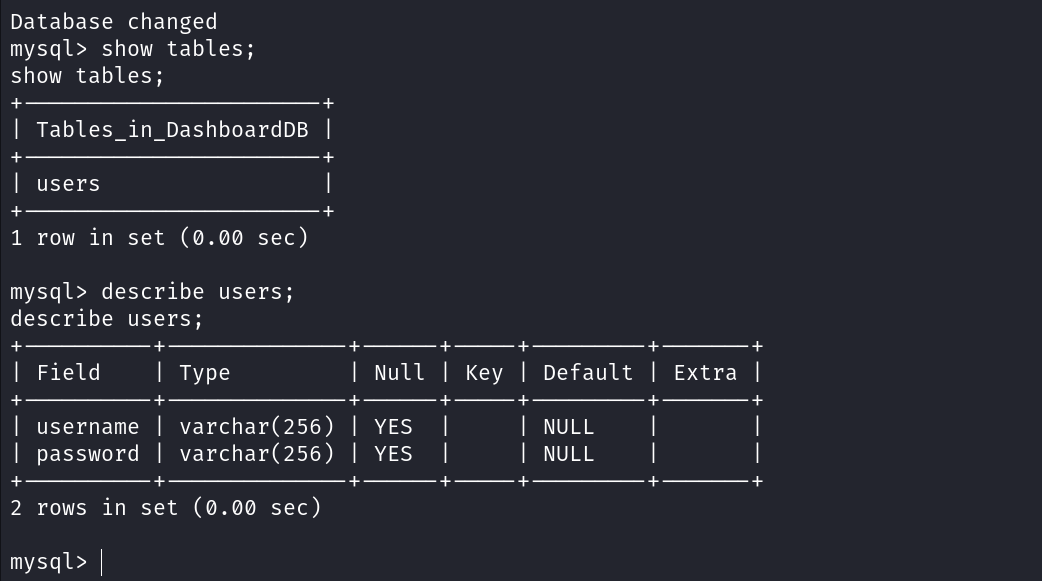 Database changed
mysql> show tables;
show tables;
+-----------------------+
| Tables_in_DashboardDB |
+-----------------------+
| users                 |
+-----------------------+
1 row in set (0.00 sec)

mysql> describe users;
describe users;
+----------+--------------+------+-----+---------+-------+
| Field    | Type         | Null | Key | Default | Extra |
+----------+--------------+------+-----+---------+-------+
| username | varchar(256) | YES  |     | NULL    |       |
| password | varchar(256) | YES  |     | NULL    |       |
+----------+--------------+------+-----+---------+-------+
2 rows in set (0.00 sec)

mysql>